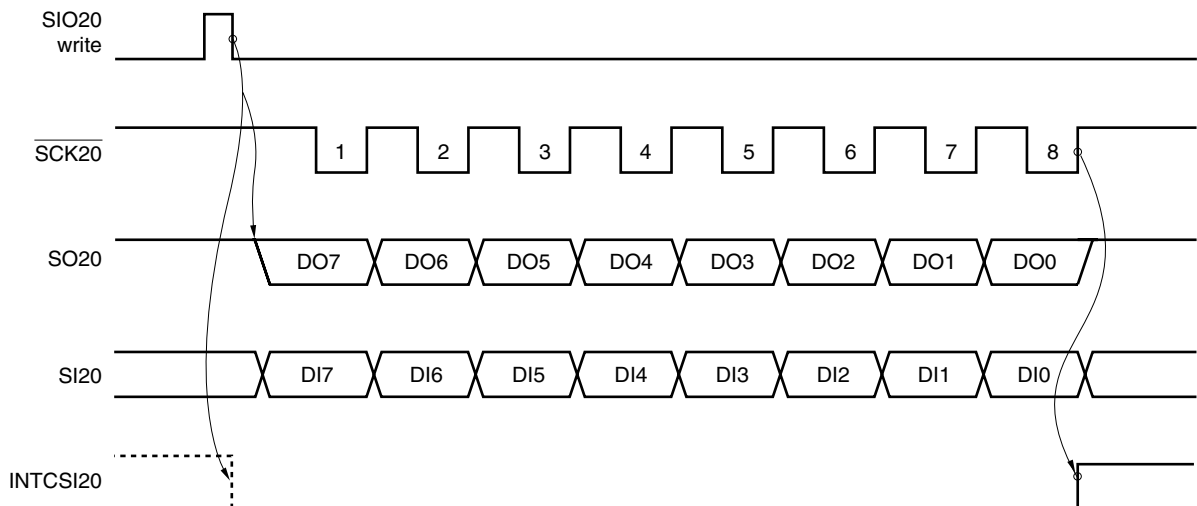 SIO20
write
SCK20
1 2 3 4 5 6 7 8
SO20
DO7 DO6 DO5 DO4 DO3 DO2 DO1 DO0
SI20
DI7 DI6 DI5 DI4 DI3 DI2 DI1 DI0
INTCSI20